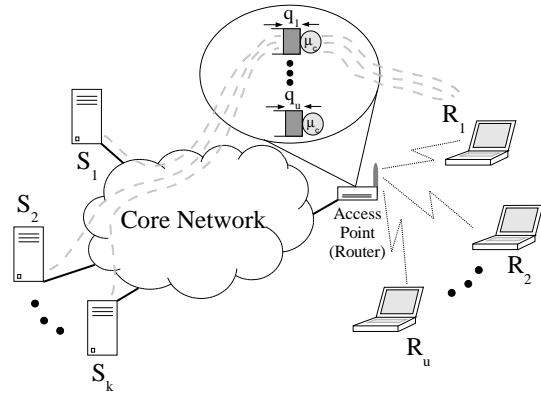 q1
μc
qu
μc
R1
S1
S2
Core Network
Access
Point
(Router)
R2
Sk
Ru